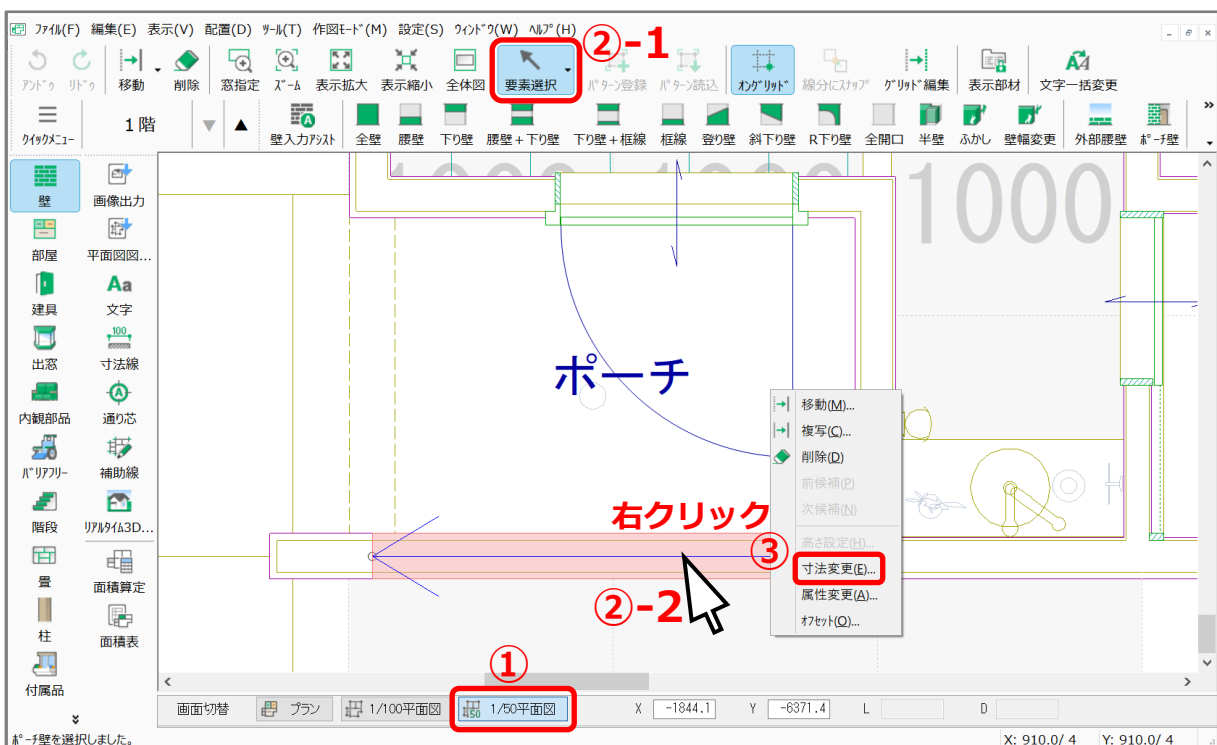 ﾌｧｲﾙ(F) 編集(E) 表示(V) 配置(D) ﾂｰﾙ(T) 作図ﾓｰﾄﾞ(M) 設定(S) ｳｨﾝﾄﾞｳ(W) ﾍﾙﾌﾟ(H)
②-1
ｱﾝﾄﾞｩ ﾘﾄﾞｩ 移動 削除 窓指定 ｽﾞｰﾑ 表示拡大 表示縮小 全体図 要素選択 ﾊﾟﾀｰﾝ登録 ﾊﾟﾀｰﾝ読込 ｵﾝｸﾞﾘｯﾄﾞ 線分にｽﾅｯﾌﾟ ｸﾞﾘｯﾄﾞ編集 表示部材 文字一括変更
ｸｲｯｸﾒﾆｭｰ 1 階 ▼ ▲ 壁入力ｱｼｽﾄ 全壁 腰壁 下り壁 腰壁＋下り壁 下り壁＋框線 框線 登り壁 斜下り壁 R下り壁 全開口 半壁 ふかし 壁幅変更 外部腰壁 ﾎﾟｰﾁ壁
壁 画像出力
部屋 平面図図...
建具 文字
出窓 寸法線
内観部品 通り芯
ﾊﾞﾘｱﾌﾘｰ 補助線
階段 ﾘｱﾙﾀｲﾑ3D...
畳 面積算定
柱 面積表
付属品
1000 1000 1000
ポーチ
移動(M)...
複写(C)...
削除(D)
前候補(P)
次候補(N)
高さ設定(H)...
寸法変更(E)...
属性変更(A)...
ｵﾌｾｯﾄ(O)...
右クリック
③
②-2
①
画面切替 プラン 1/100平面図 1/50平面図 X -1844.1 Y -6371.4 L D
ﾎﾟｰﾁ壁を選択しました。 X: 910.0/ 4 Y: 910.0/ 4